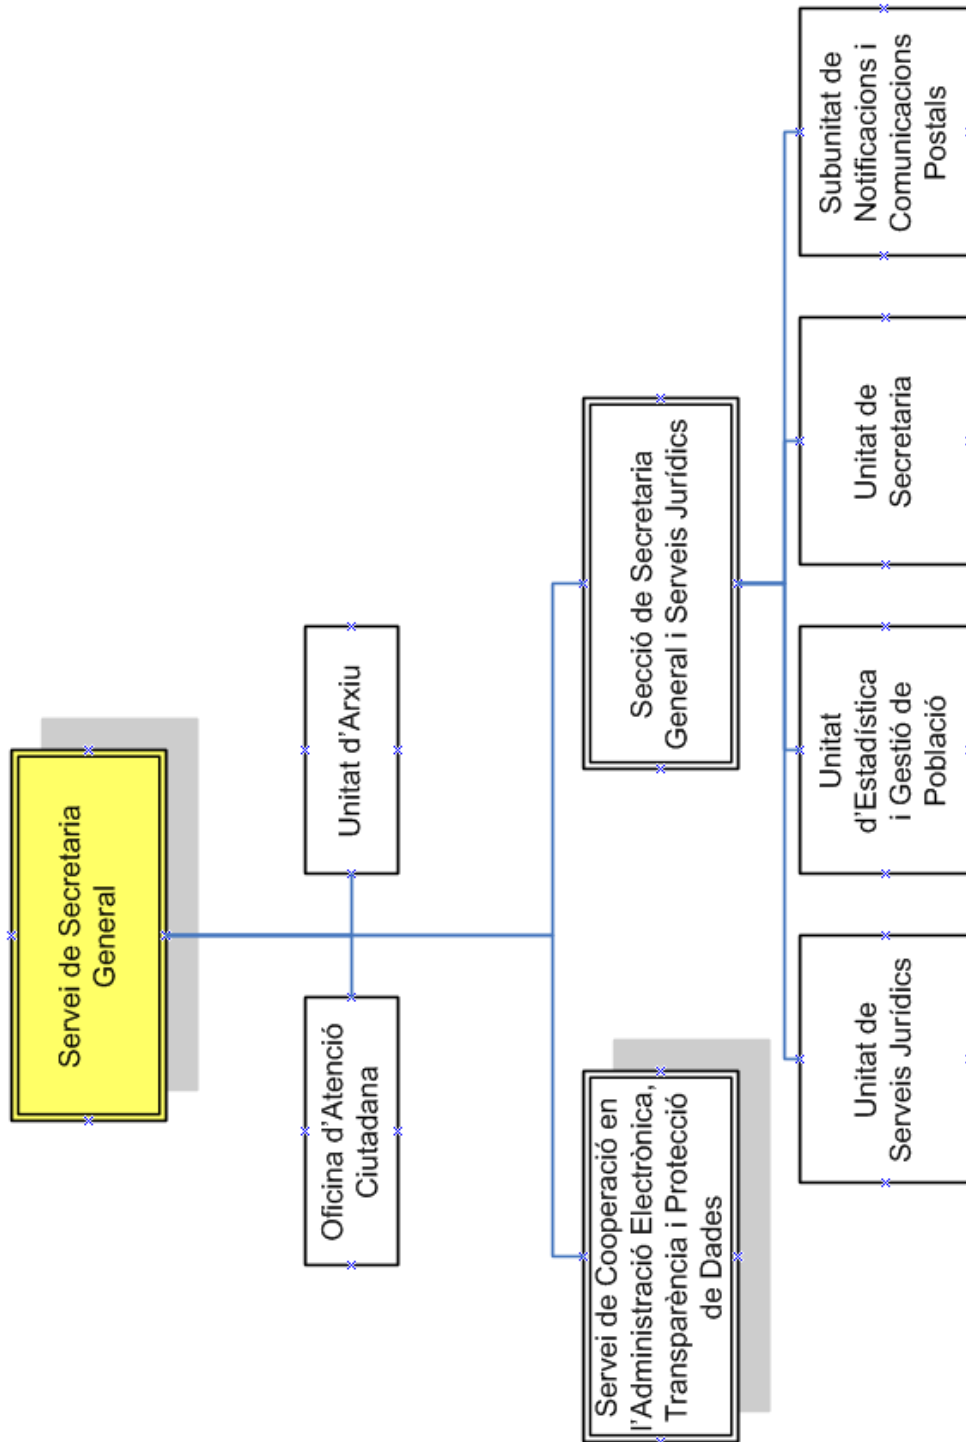 Servei de Secretaria
General
Oficina d'Atenció
Ciutadana
Unitat d'Arxiu
Servei de Cooperació en
l'Administració Electrònica,
Transparència i Protecció
de Dades
Secció de Secretaria
General i Serveis Jurídics
Unitat de
Serveis Jurídics
Unitat
d'Estadística
i Gestió de
Població
Unitat de
Secretaria
Subunitat de
Notificacions i
Comunicacions
Postals